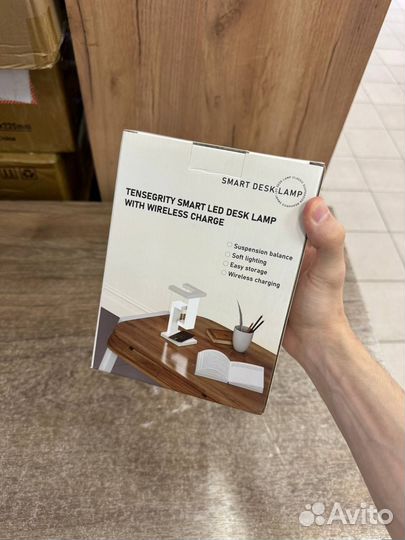 SMART DESK LAMP
TENSEGRITY SMART LED DESK LAMP
WITH WIRELESS CHARGE
Suspension balance
Soft lighting
Easy storage
Wireless charging
Avito